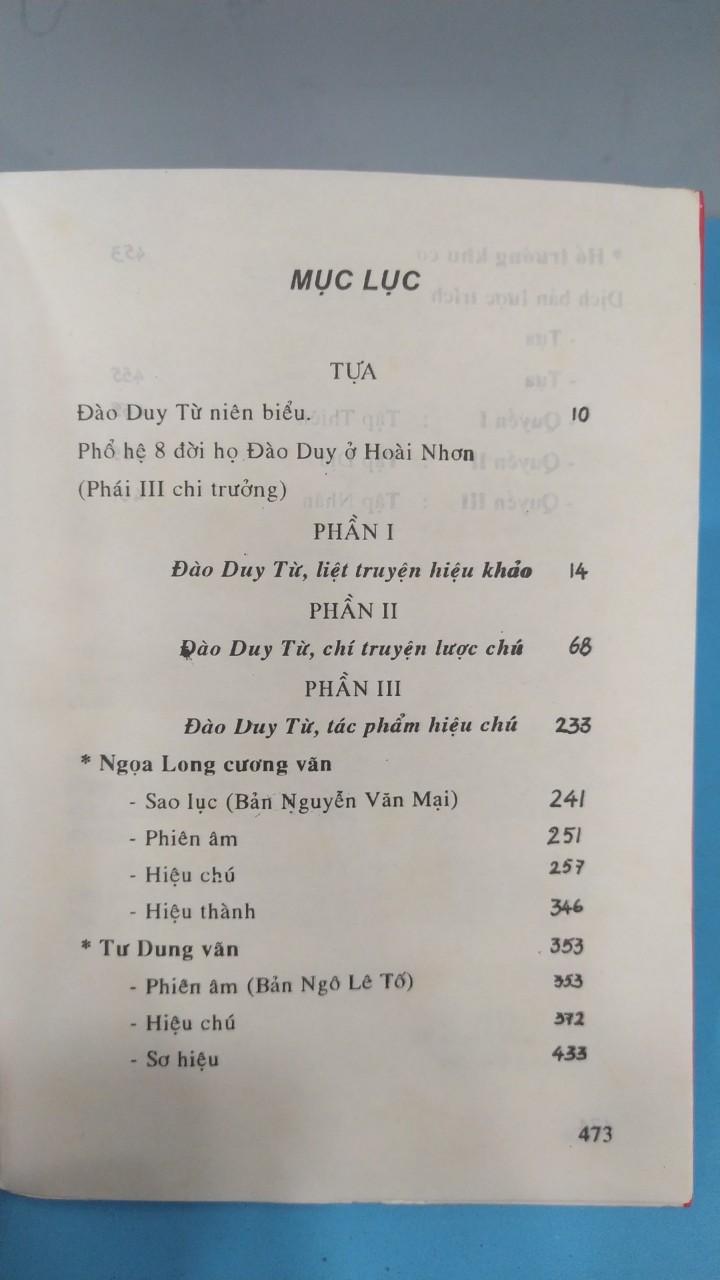 MỤC LỤC
TỰA
Đào Duy Từ niên biểu. 10
Phổ hệ 8 đời họ Đào Duy ở Hoài Nhơn
(Phái III chi trưởng)
PHẦN I
Đào Duy Từ, liệt truyện hiệu khảo 14
PHẦN II
Đào Duy Từ, chí truyện lược chú 68
PHẦN III
Đào Duy Từ, tác phẩm hiệu chú 233
* Ngọa Long cương văn
- Sao lục (Bản Nguyễn Văn Mại) 241
- Phiên âm 251
- Hiệu chú 257
- Hiệu thành 346
* Tư Dung văn 353
- Phiên âm (Bản Ngô Lê Tố) 353
- Hiệu chú 372
- Sơ hiệu 433
473